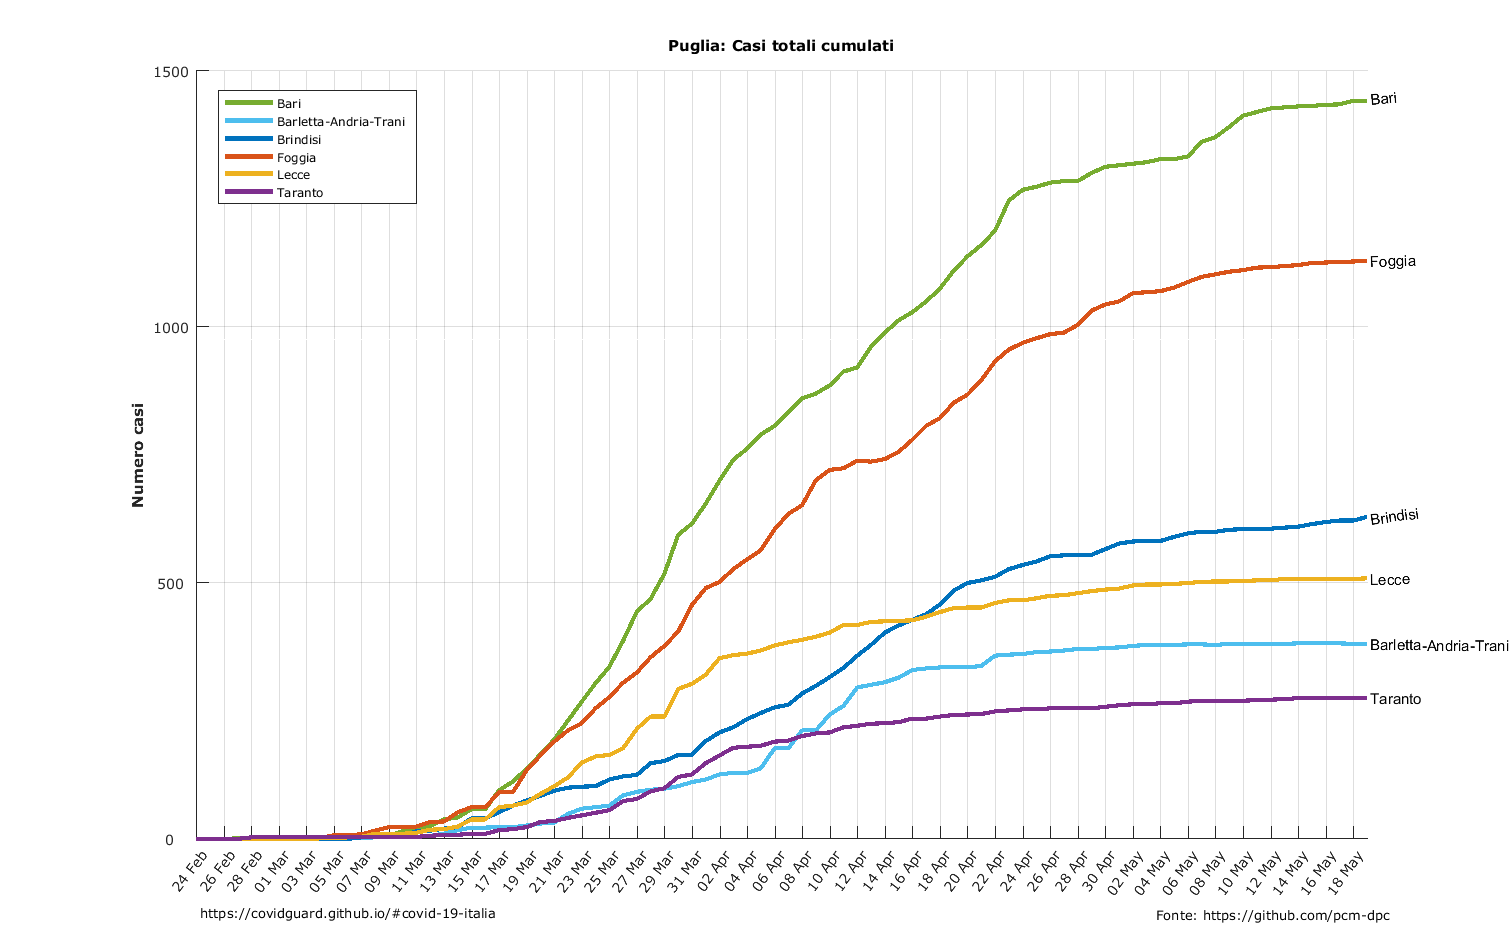 Puglia: Casi totali cumulati
1500
1000
500
0
Numero casi
Bari
Barletta-Andria-Trani
Brindisi
Foggia
Lecce
Taranto
Bari
Foggia
Brindisi
Lecce
Barletta-Andria-Trani
Taranto
24 Feb
26 Feb
28 Feb
01 Mar
03 Mar
05 Mar
07 Mar
09 Mar
11 Mar
13 Mar
15 Mar
17 Mar
19 Mar
21 Mar
23 Mar
25 Mar
27 Mar
29 Mar
31 Mar
02 Apr
04 Apr
06 Apr
08 Apr
10 Apr
12 Apr
14 Apr
16 Apr
18 Apr
20 Apr
22 Apr
24 Apr
26 Apr
28 Apr
30 Apr
02 May
04 May
06 May
08 May
10 May
12 May
14 May
16 May
18 May
https://covidguard.github.io/#covid-19-italia
Fonte: https://github.com/pcm-dpc